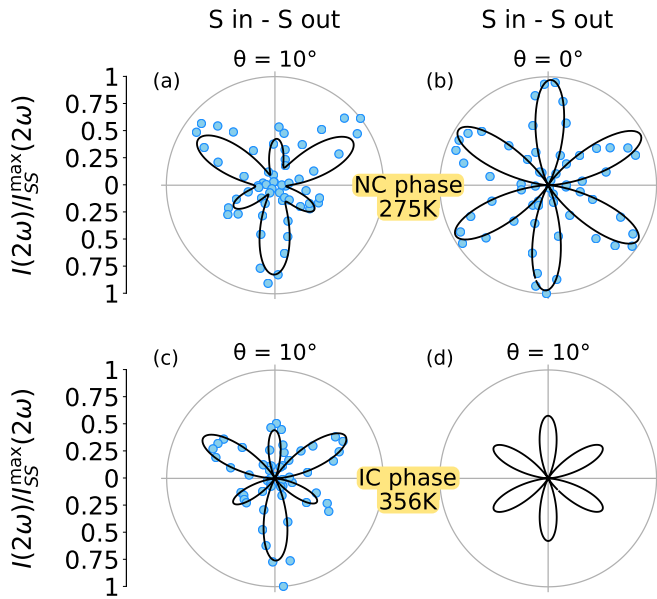 S in - S out
S in - S out
θ = 10°
θ = 0°
(a)
(b)
1
0.75
0.5
0.25
0
0.25
0.5
0.75
1
I(2ω)/I_SS^max(2ω)
NC phase
275K
θ = 10°
θ = 10°
(c)
(d)
1
0.75
0.5
0.25
0
0.25
0.5
0.75
1
I(2ω)/I_SS^max(2ω)
IC phase
356K